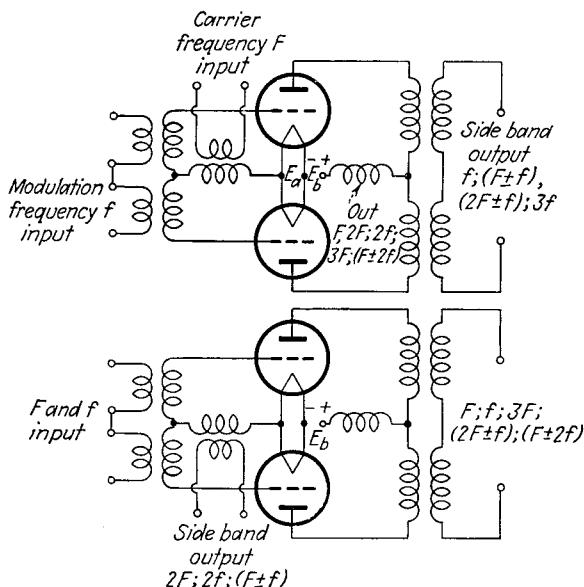 Carrier
frequency F
input
Modulation
frequency f
input
Ea
Eb
- +
Out
F; 2F; 2f;
3F; (F±2f)
Side band
output
f; (F±f),
(2F±f); 3f
F and f
input
- +
Eb
Side band
output
2F; 2f; (F±f)
F; f; 3F;
(2F±f); (F±2f)